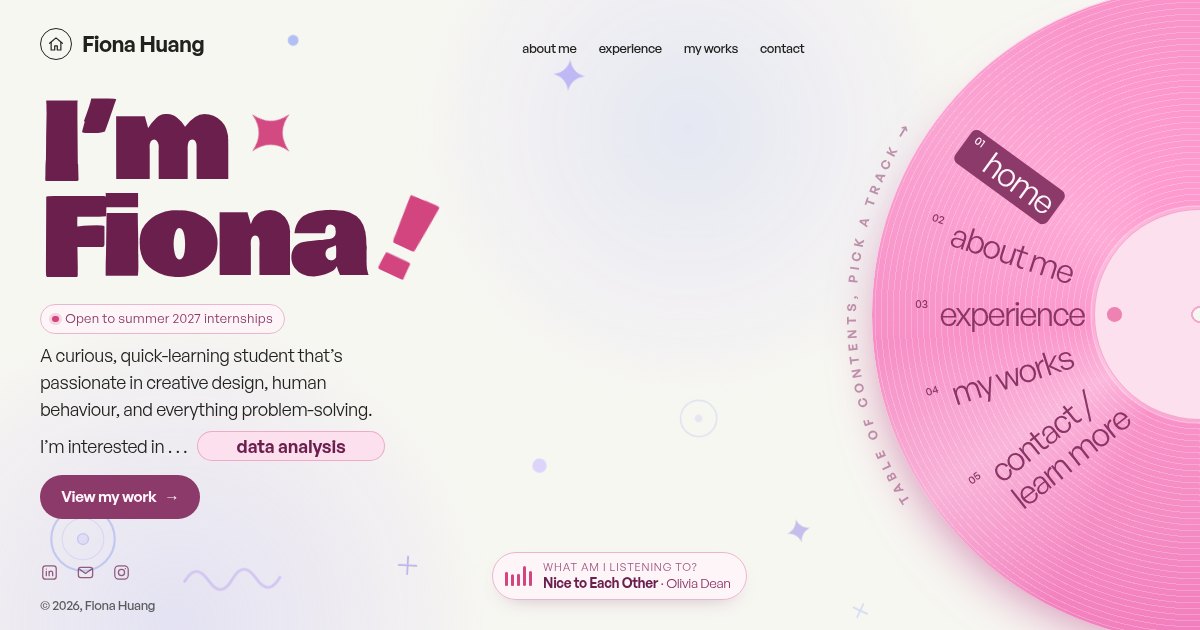 Fiona Huang
about me experience my works contact
I'm
Fiona!
Open to summer 2027 internships
A curious, quick-learning student that's
passionate in creative design, human
behaviour, and everything problem-solving.
I'm interested in . . . data analysis
View my work →
© 2026, Fiona Huang
WHAT AM I LISTENING TO?
Nice to Each Other · Olivia Dean
TABLE OF CONTENTS, PICK A TRACK →
01 home
02 about me
03 experience
04 my works
05 contact /
learn more